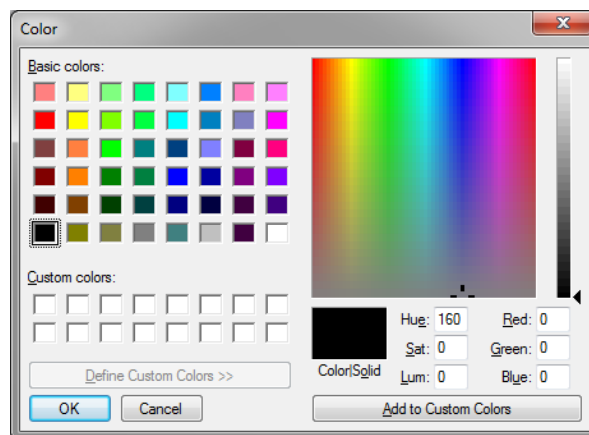 Color
Basic colors:
Custom colors:
Define Custom Colors >>
OK Cancel
Color|Solid
Hue: 160 Red: 0
Sat: 0 Green: 0
Lum: 0 Blue: 0
Add to Custom Colors